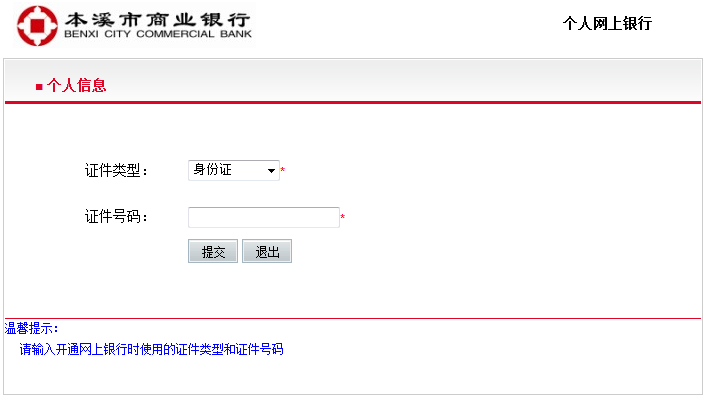 本溪市商业银行
BENXI CITY COMMERCIAL BANK
个人网上银行
个人信息
证件类型： 身份证 *
证件号码： *
提交 退出
温馨提示：
请输入开通网上银行时使用的证件类型和证件号码